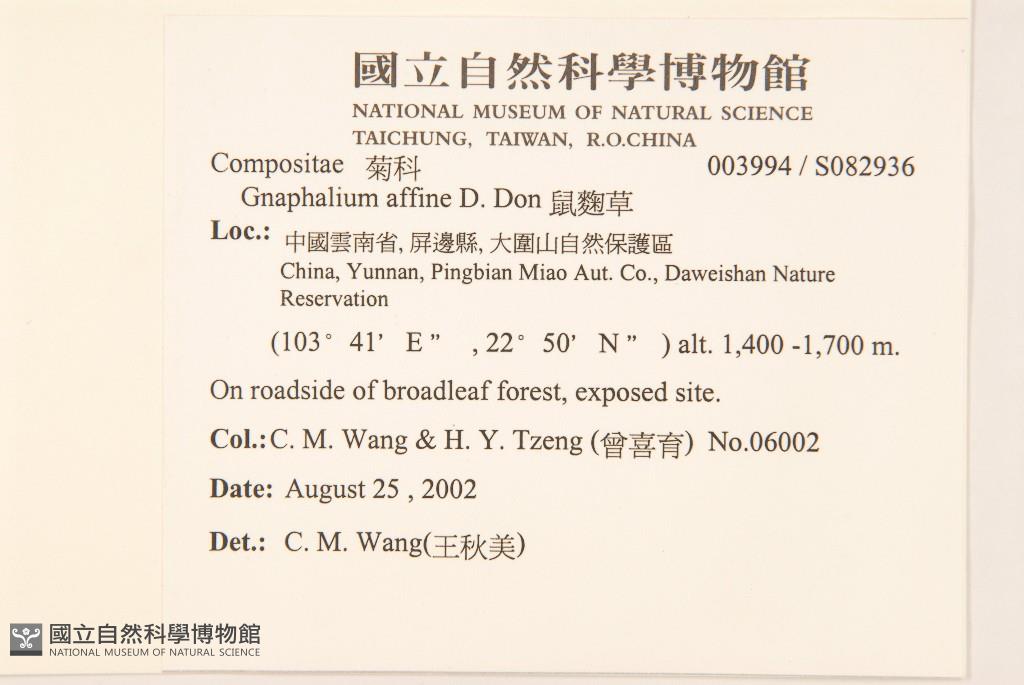 國立自然科學博物館
NATIONAL MUSEUM OF NATURAL SCIENCE
TAICHUNG, TAIWAN, R.O.CHINA
Compositae 菊科 003994 / S082936
Gnaphalium affine D. Don 鼠麴草
Loc.: 中國雲南省, 屏邊縣, 大圍山自然保護區
China, Yunnan, Pingbian Miao Aut. Co., Daweishan Nature
Reservation
(103° 41' E ” , 22° 50' N ” ) alt. 1,400 -1,700 m.
On roadside of broadleaf forest, exposed site.
Col.: C. M. Wang & H. Y. Tzeng (曾喜育) No.06002
Date: August 25 , 2002
Det.: C. M. Wang(王秋美)
國立自然科學博物館
NATIONAL MUSEUM OF NATURAL SCIENCE